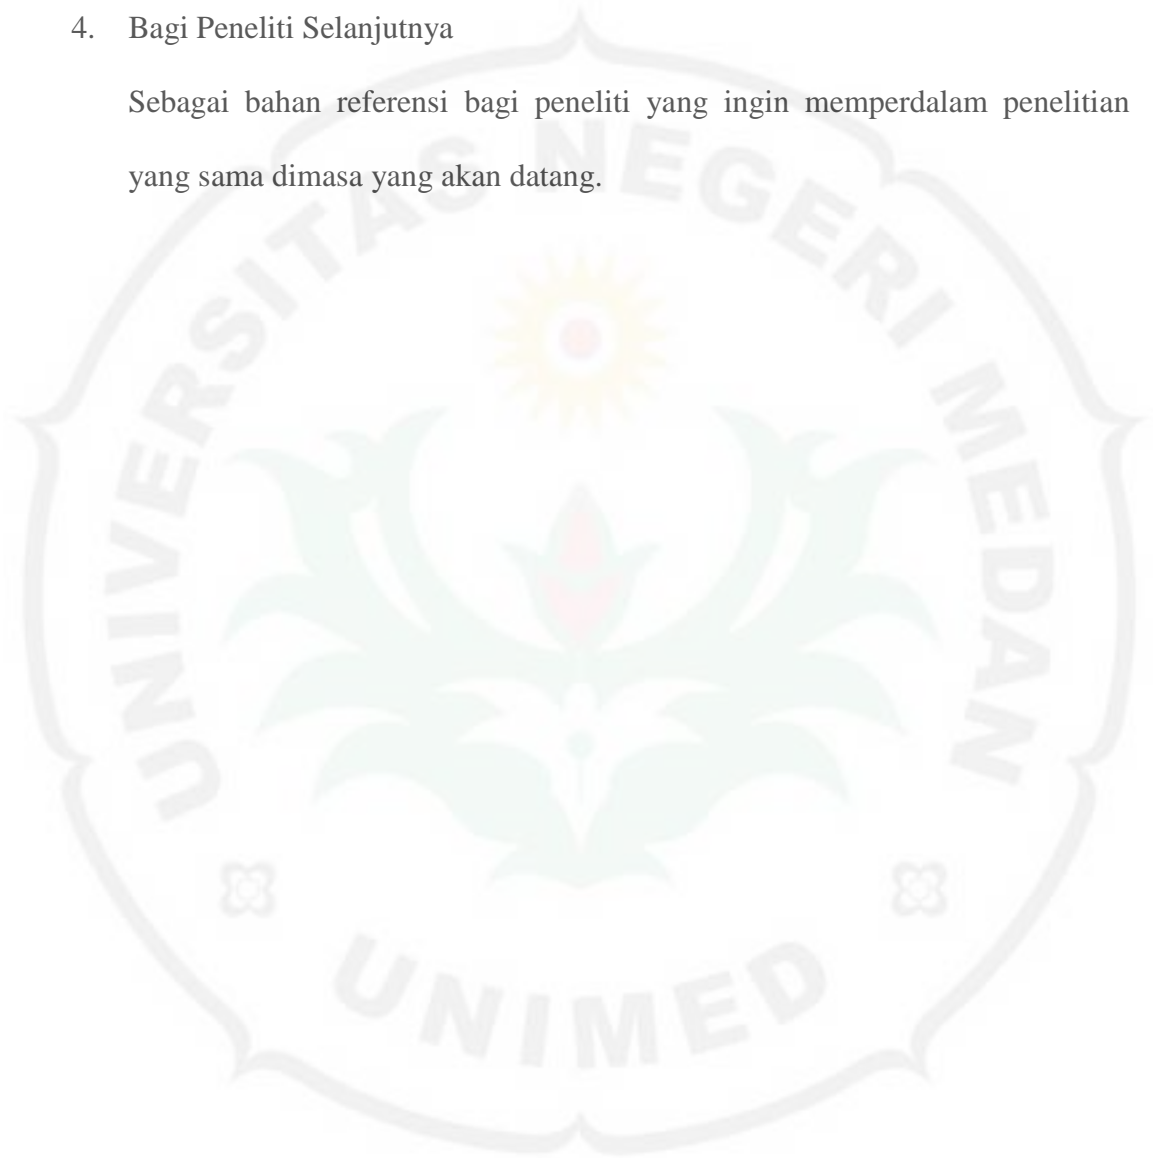 4. Bagi Peneliti Selanjutnya
Sebagai bahan referensi bagi peneliti yang ingin memperdalam penelitian
yang sama dimasa yang akan datang.
UNIVERSITAS NEGERI MEDAN
UNIMED